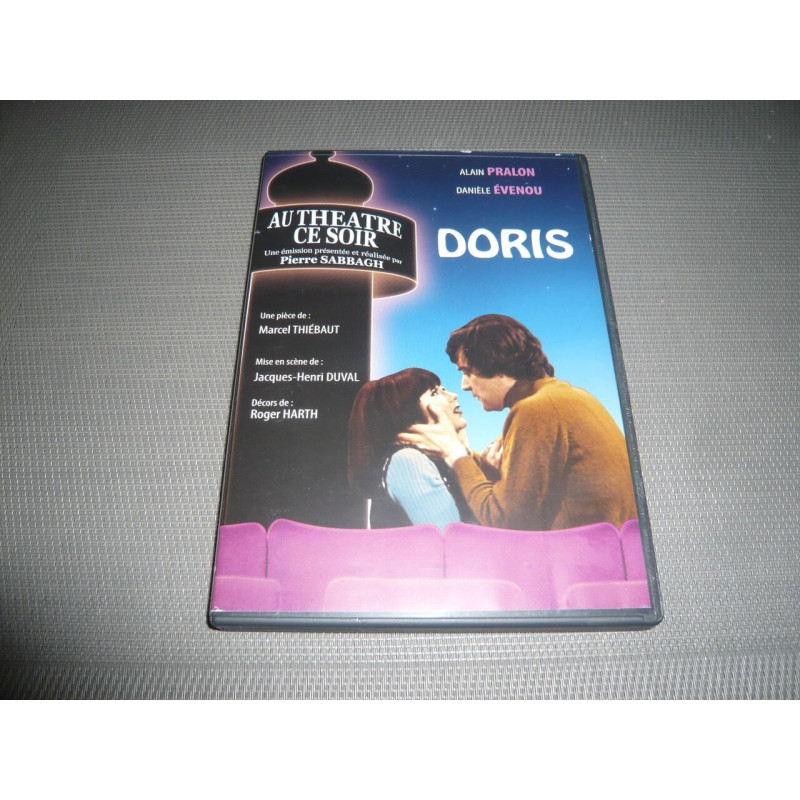 ALAIN PRALON
DANIÈLE ÉVENOU
DORIS
AU THEATRE
CE SOIR
Une émission présentée et réalisée par
Pierre SABBAGH
Une pièce de :
Marcel THIÉBAUT
Mise en scène de :
Jacques-Henri DUVAL
Décors de :
Roger HARTH